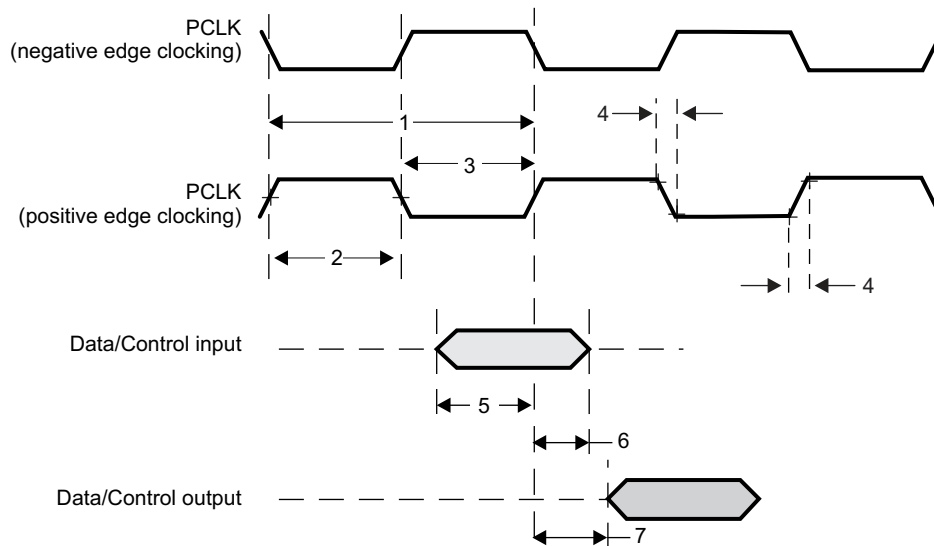 PCLK
(negative edge clocking)
1
4
3
PCLK
(positive edge clocking)
2
4
Data/Control input
5
6
Data/Control output
7